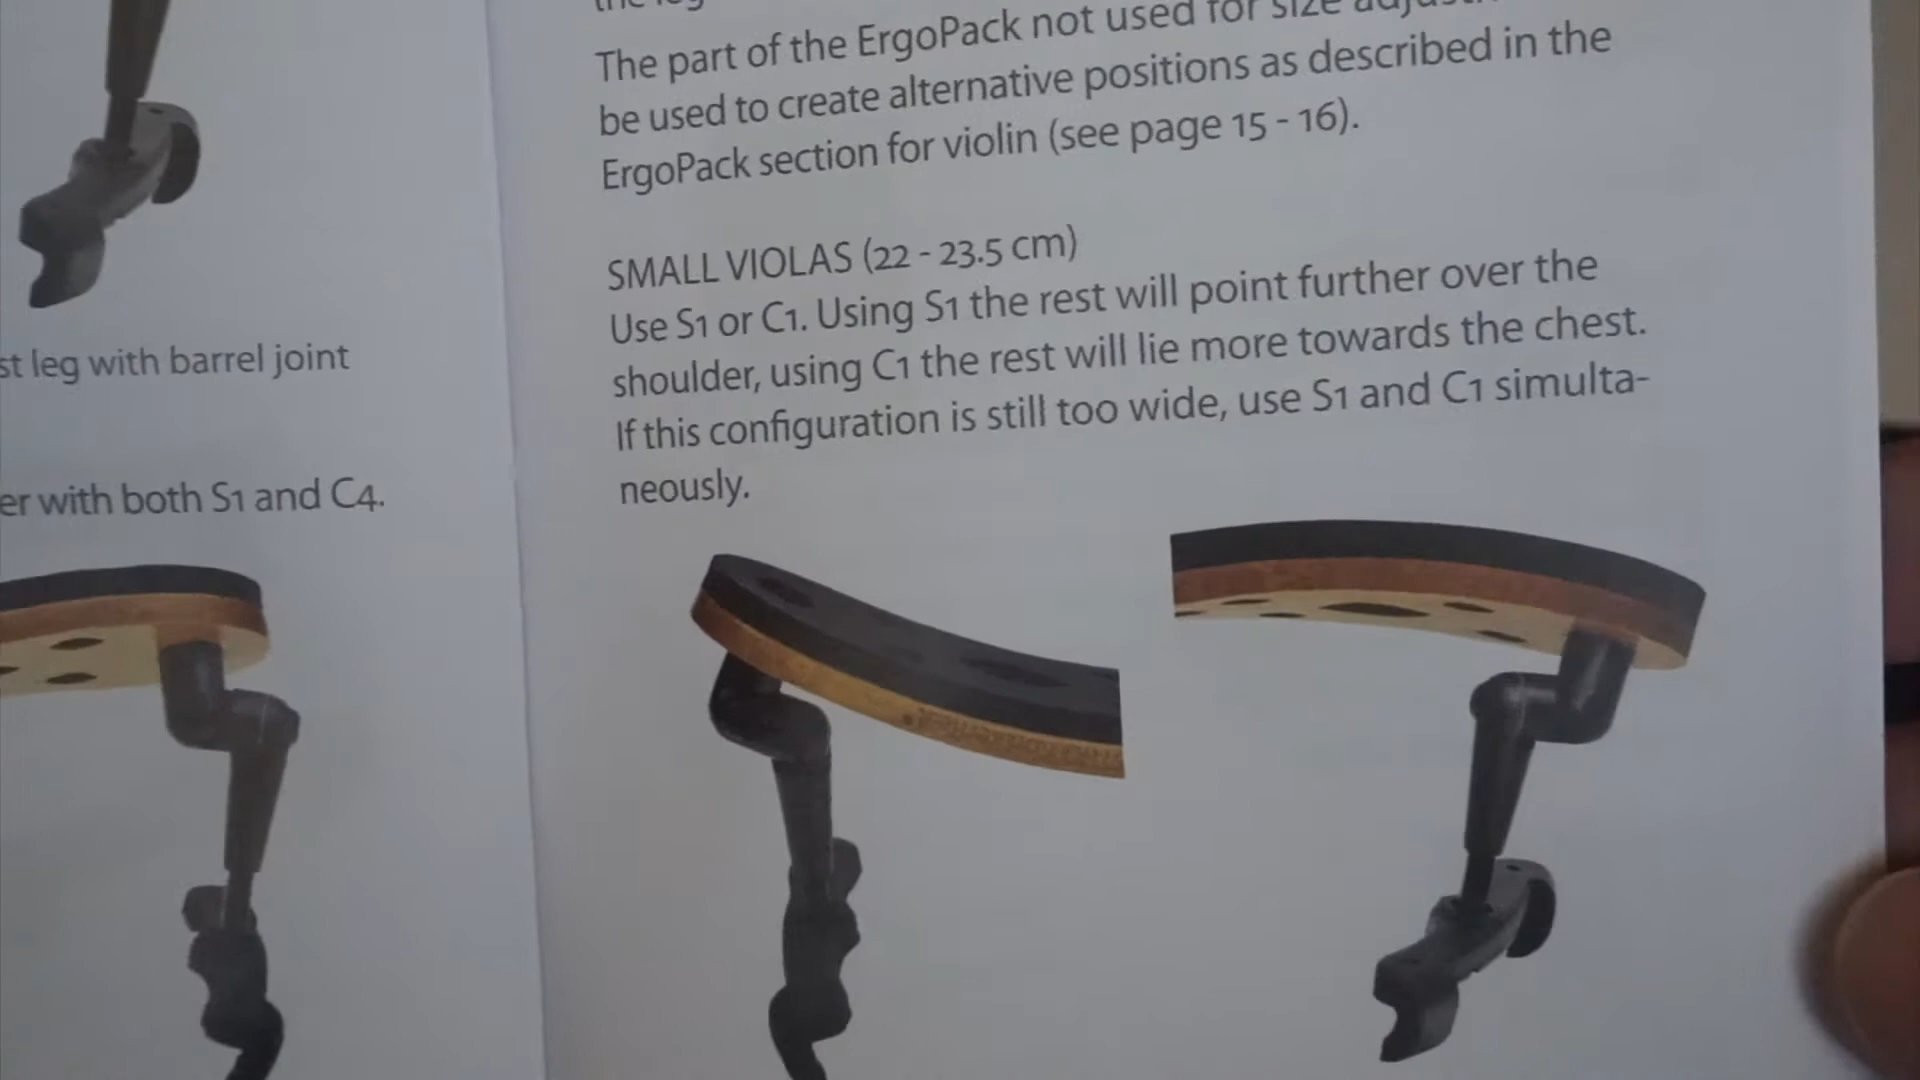 st leg with barrel joint
er with both S1 and C4.
the leg
The part of the ErgoPack not used for size
be used to create alternative positions as described in the
ErgoPack section for violin (see page 15 - 16).
SMALL VIOLAS (22 - 23.5 cm)
Use S1 or C1. Using S1 the rest will point further over the
shoulder, using C1 the rest will lie more towards the chest.
If this configuration is still too wide, use S1 and C1 simulta-
neously.